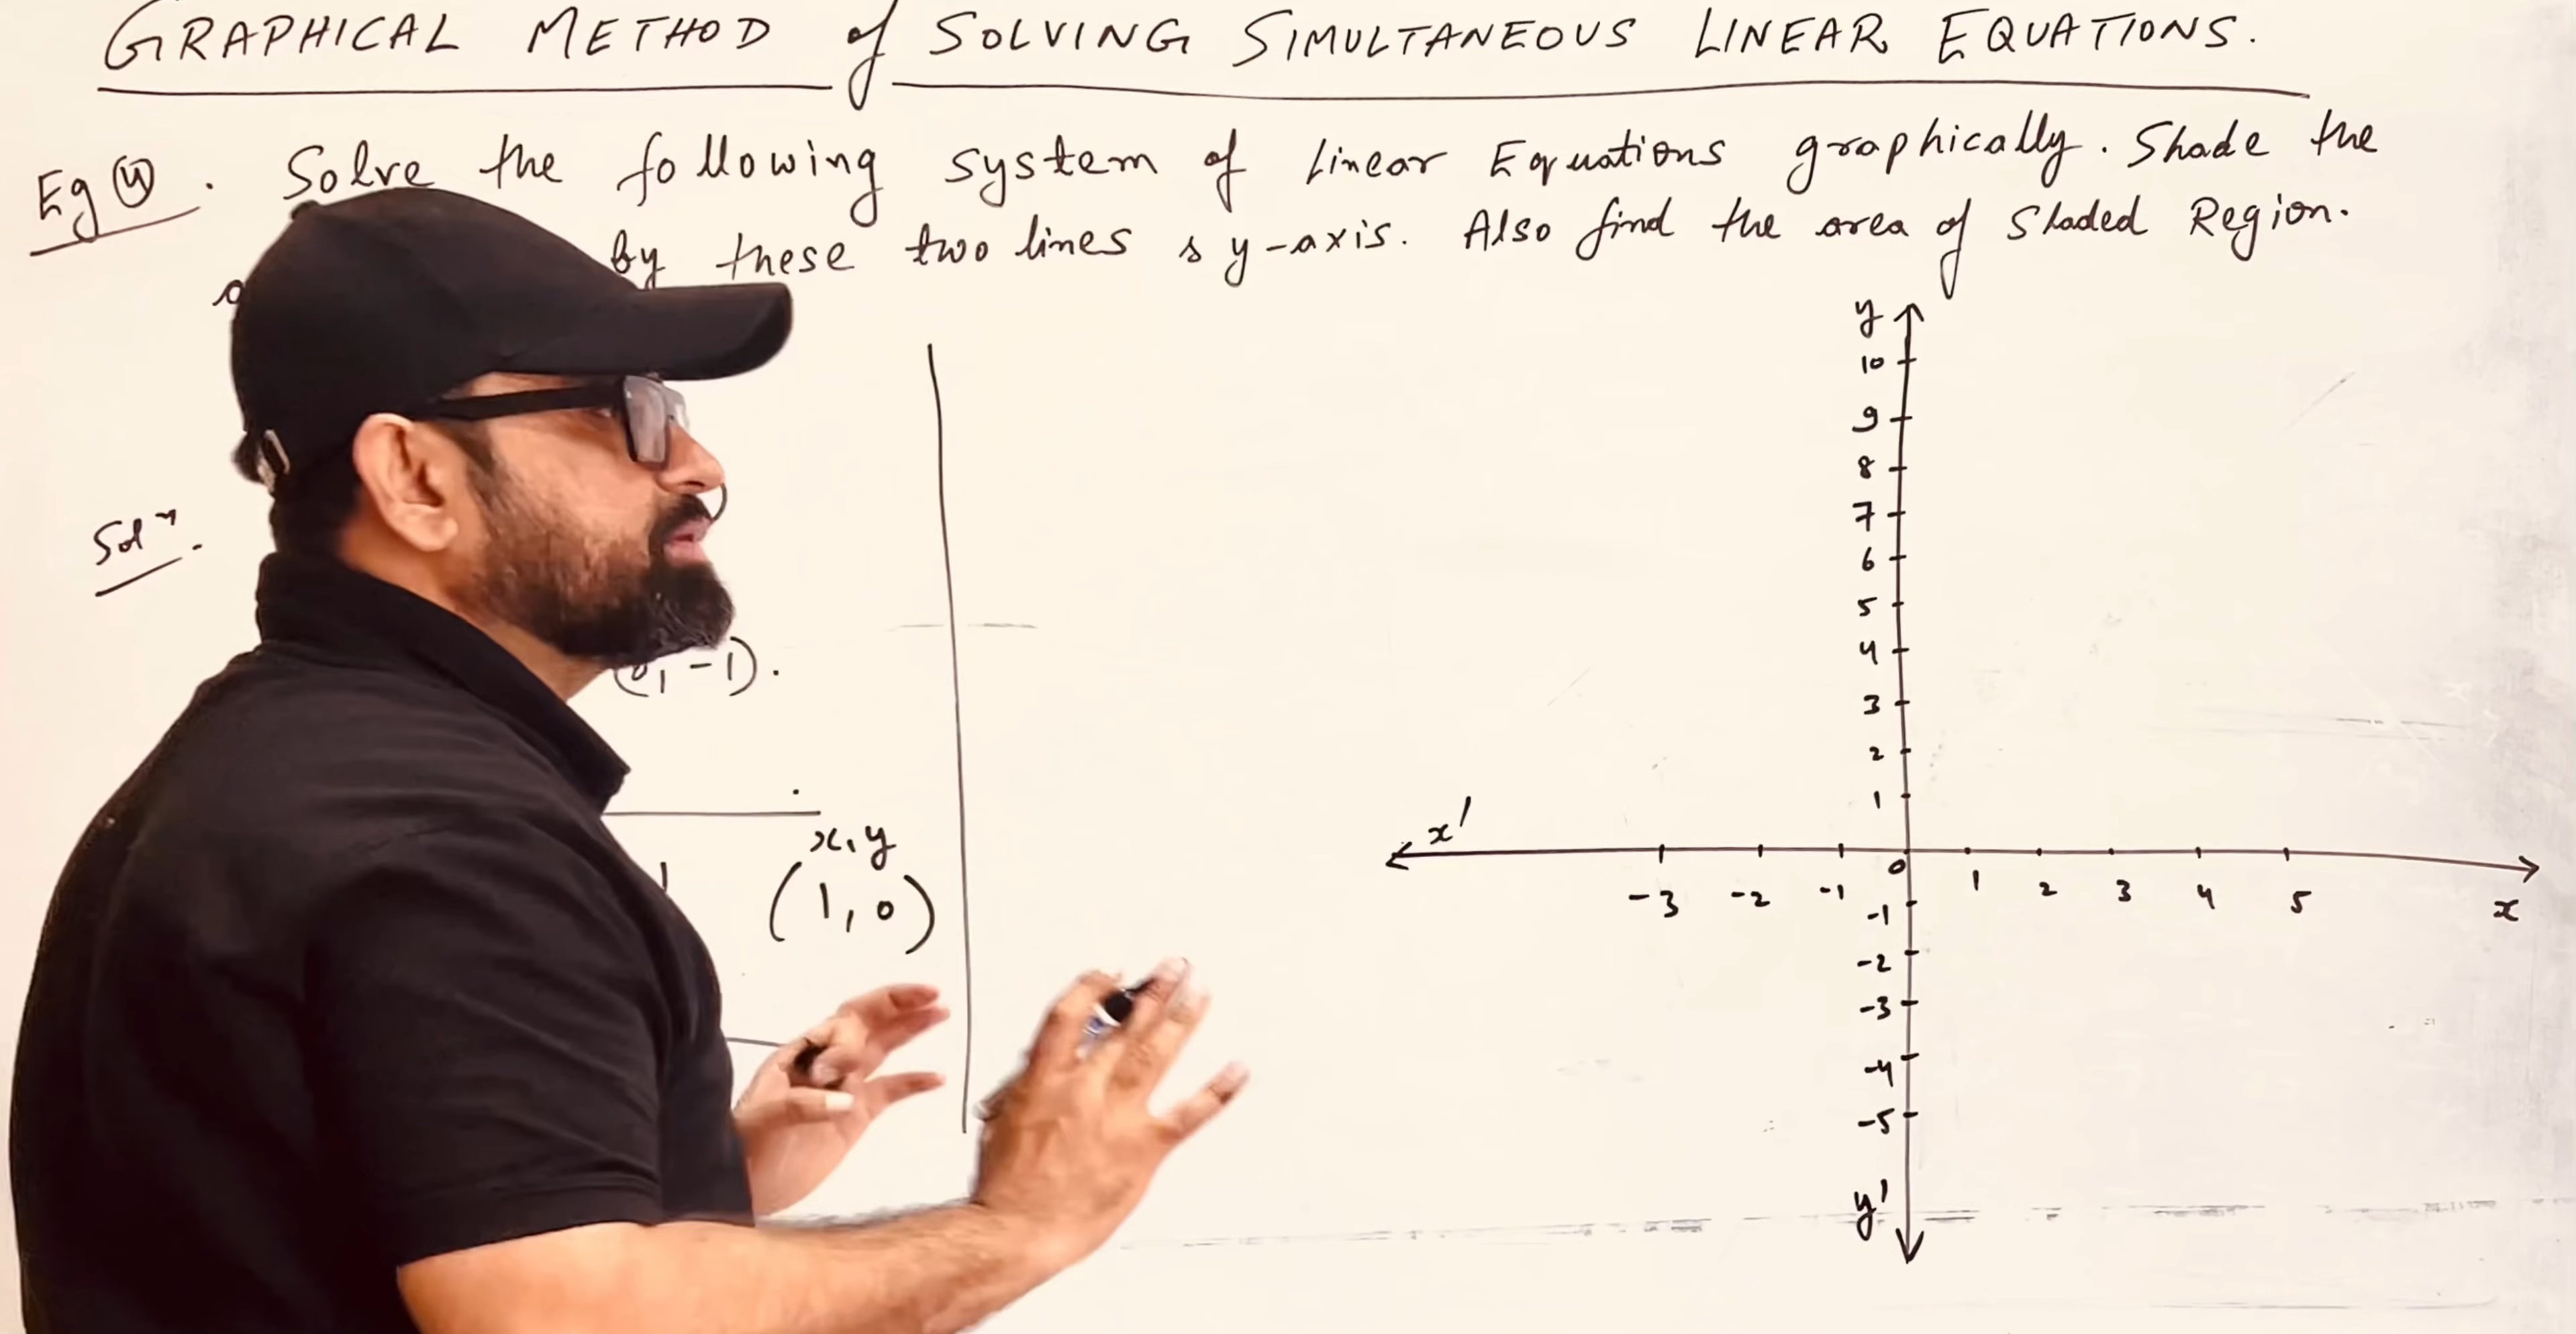 GRAPHICAL METHOD of SOLVING SIMULTANEOUS LINEAR EQUATIONS.
Eg (4). Solve the following system of linear Equations graphically. Shade the
by these two lines & y-axis. Also find the area of Shaded Region.
Solⁿ.
y
10
9
8
7
6
5
4
3
2
1
, -1).
x, y
(1, 0)
x'
-3 -2 -1 0 1 2 3 4 5 x
-1
-2
-3
-4
-5
y'